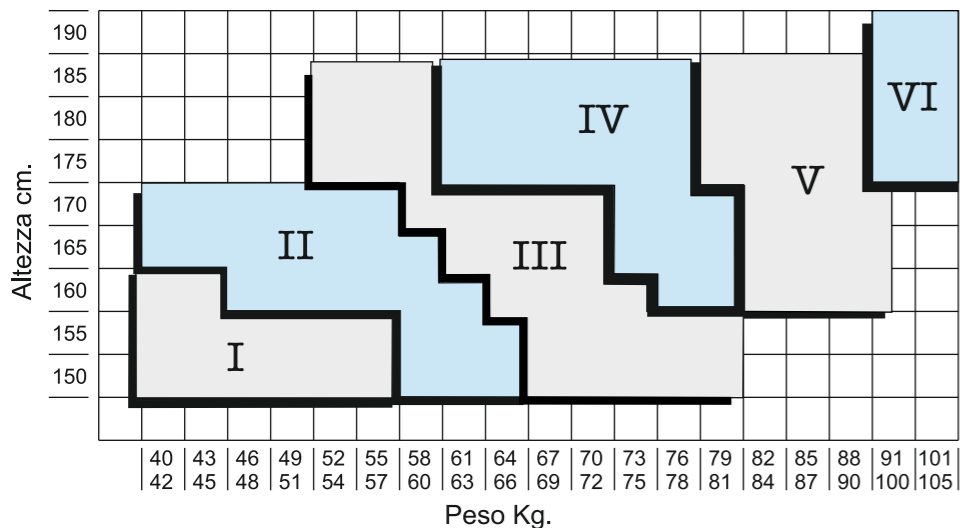 190
185
IV
VI
180
175
V
170
II
III
165
160
155
I
150
Altezza cm.
40 43 46 49 52 55 58 61 64 67 70 73 76 79 82 85 88 91 101
42 45 48 51 54 57 60 63 66 69 72 75 78 81 84 87 90 100 105
Peso Kg.